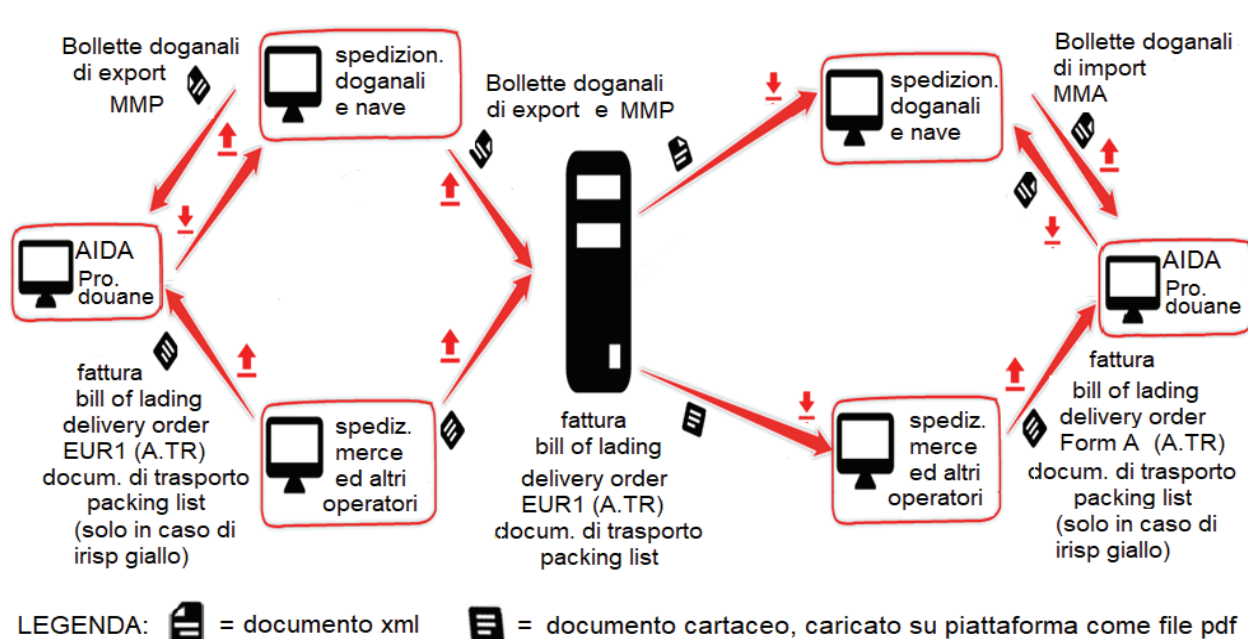 Bollette doganali
di export
MMP
spedizion.
doganali
e nave
Bollette doganali
di export e MMP
spedizion.
doganali
e nave
Bollette doganali
di import
MMA
AIDA
Pro.
douane
AIDA
Pro.
douane
fattura
bill of lading
delivery order
EUR1 (A.TR)
docum. di trasporto
packing list
(solo in caso di
irisp giallo)
spediz.
merce
ed altri
operatori
fattura
bill of lading
delivery order
EUR1 (A.TR)
docum. di trasporto
packing list
spediz.
merce
ed altri
operatori
fattura
bill of lading
delivery order
Form A (A.TR)
docum. di trasporto
packing list
(solo in caso di
irisp giallo)
LEGENDA: = documento xml = documento cartaceo, caricato su piattaforma come file pdf